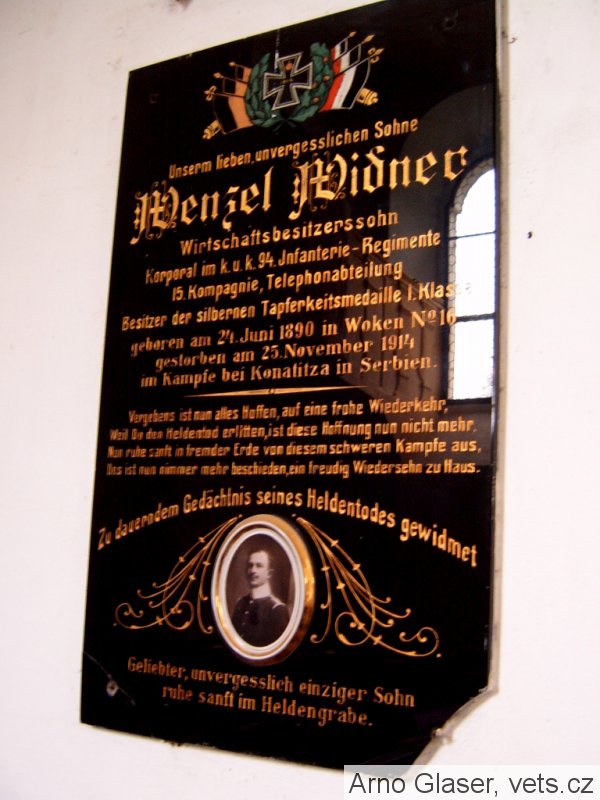 Arno Glaser, vets.cz
Unserm lieben, unvergesslichen Sohne
Wenzel Widner
Wirtschaftsbesitzerssohn
Korporal im k. u. k. 94. Jnfanterie-Regimente
15. Kompagnie, Telephonabteilung
Besitzer der silbernen Tapferkeitsmedaille I. Klasse
geboren am 24. Juni 1890 in Woken No 16
gestorben am 25. November 1914
im Kampfe bei Konatitza in Serbien.
Vergebens ist nun alles Hoffen, auf eine frohe Wiederkehr,
Weil Du den Heldentod erlitten, ist diese Hoffnung nun nicht mehr.
Nun ruhe sanft in fremder Erde von diesem schweren Kampfe aus,
Uns ist nun nimmer mehr beschieden, ein freudig Wiedersehn zu Haus.
Zu dauerndem Gedächtnis seines Heldentodes gewidmet
Geliebter, unvergesslich einziger Sohn
ruhe sanft im Heldengrabe.
Arno Glaser, vets.cz